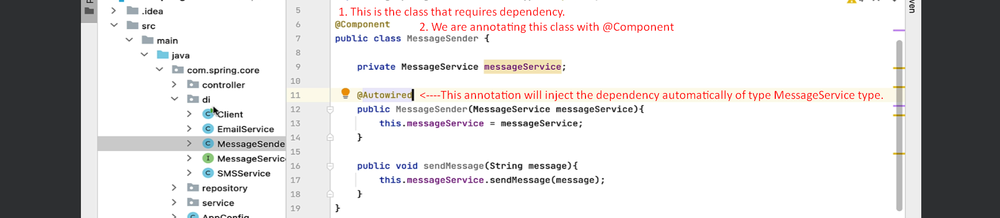 .idea
src
main
java
com.spring.core
controller
di
Client
EmailService
MessageSende
MessageServic
SMSService
repository
service
5 1. This is the class that requires dependency.
6 @Component 2. We are annotating this class with @Component
7 public class MessageSender {
8
9 private MessageService messageService;
10
11 @Autowired <----This annotation will inject the dependency automatically of type MessageService type.
12 public MessageSender(MessageService messageService){
13 this.messageService = messageService;
14 }
15
16 public void sendMessage(String message){
17 this.messageService.sendMessage(message);
18 }
19 }
ven